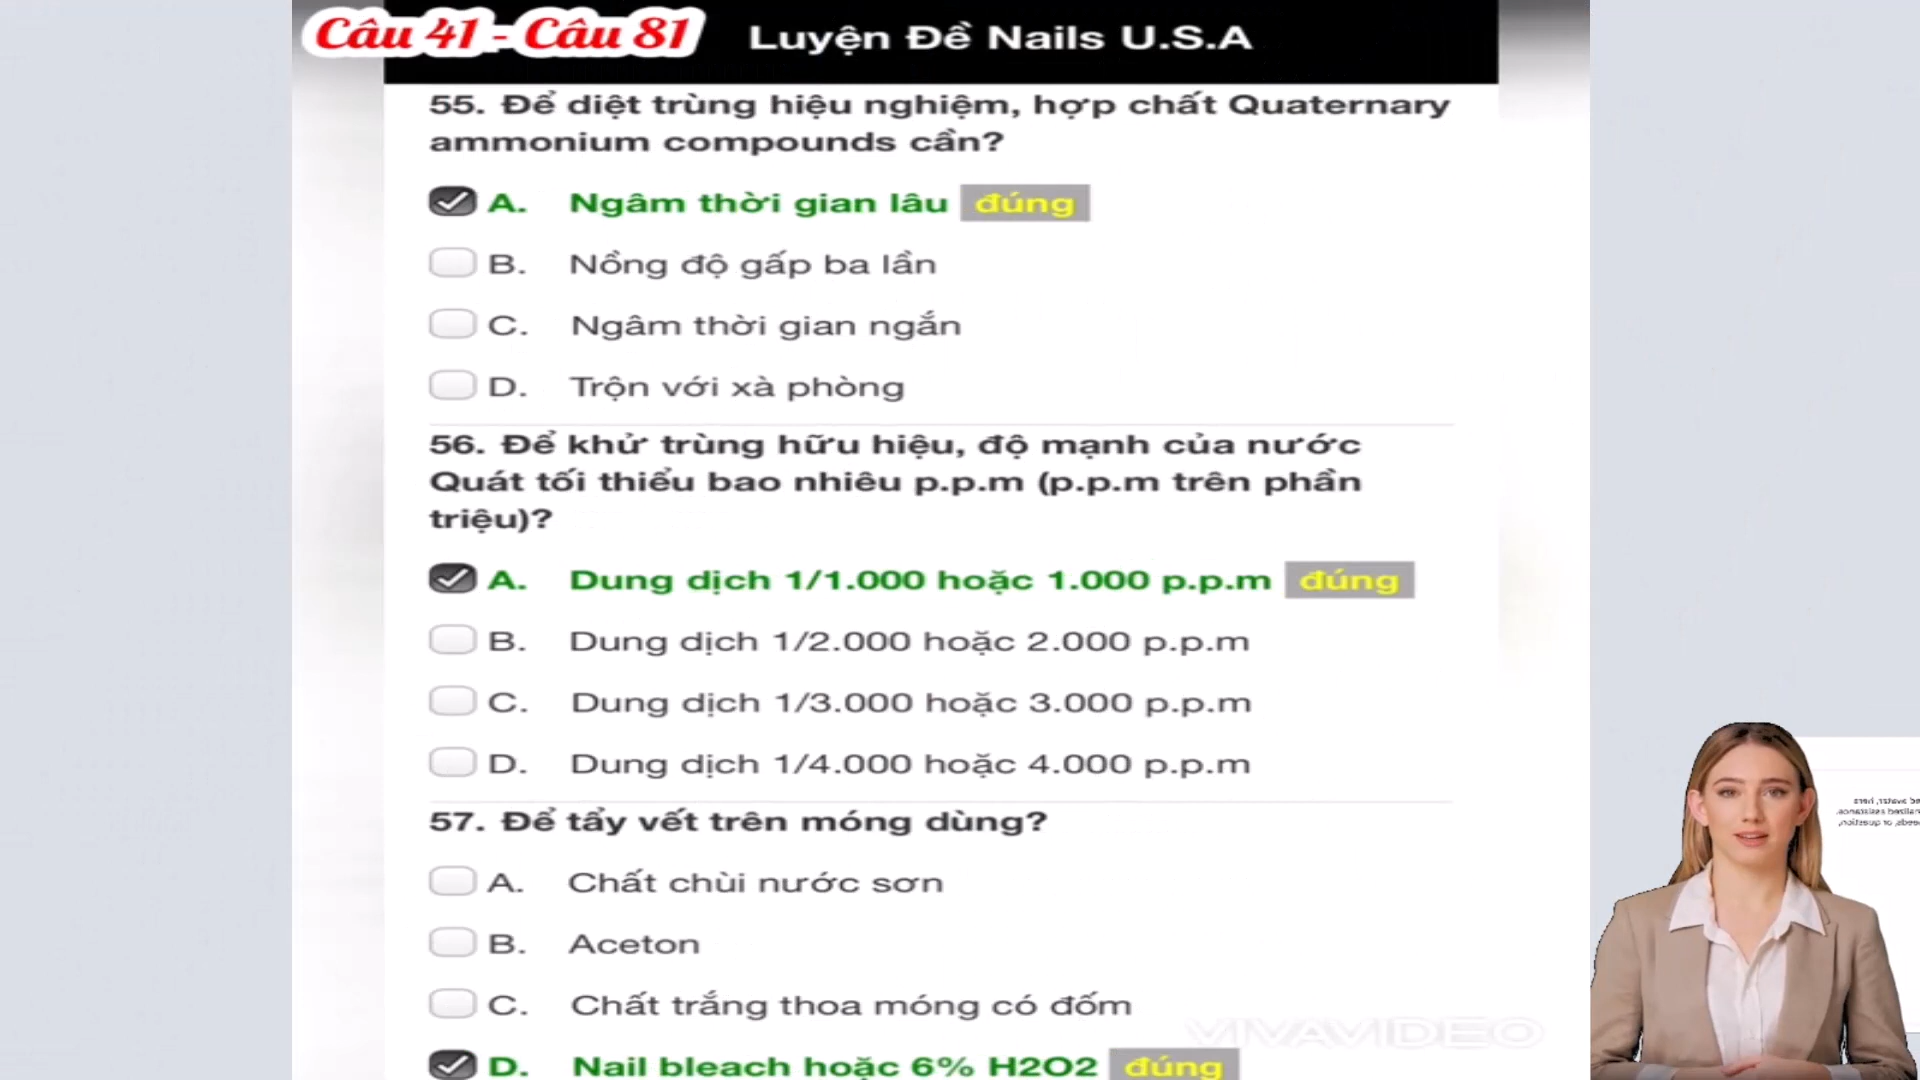 Câu 41 - Câu 81 Luyện Đề Nails U.S.A
55. Để diệt trùng hiệu nghiệm, hợp chất Quaternary
ammonium compounds cần?
A. Ngâm thời gian lâu đúng
B. Nồng độ gấp ba lần
C. Ngâm thời gian ngắn
D. Trộn với xà phòng
56. Để khử trùng hữu hiệu, độ mạnh của nước
Quát tối thiểu bao nhiêu p.p.m (p.p.m trên phần
triệu)?
A. Dung dịch 1/1.000 hoặc 1.000 p.p.m đúng
B. Dung dịch 1/2.000 hoặc 2.000 p.p.m
C. Dung dịch 1/3.000 hoặc 3.000 p.p.m
D. Dung dịch 1/4.000 hoặc 4.000 p.p.m
57. Để tẩy vết trên móng dùng?
A. Chất chùi nước sơn
B. Aceton
C. Chất trắng thoa móng có đốm
VIVAVIDEO
D. Nail bleach hoặc 6% H2O2 đúng